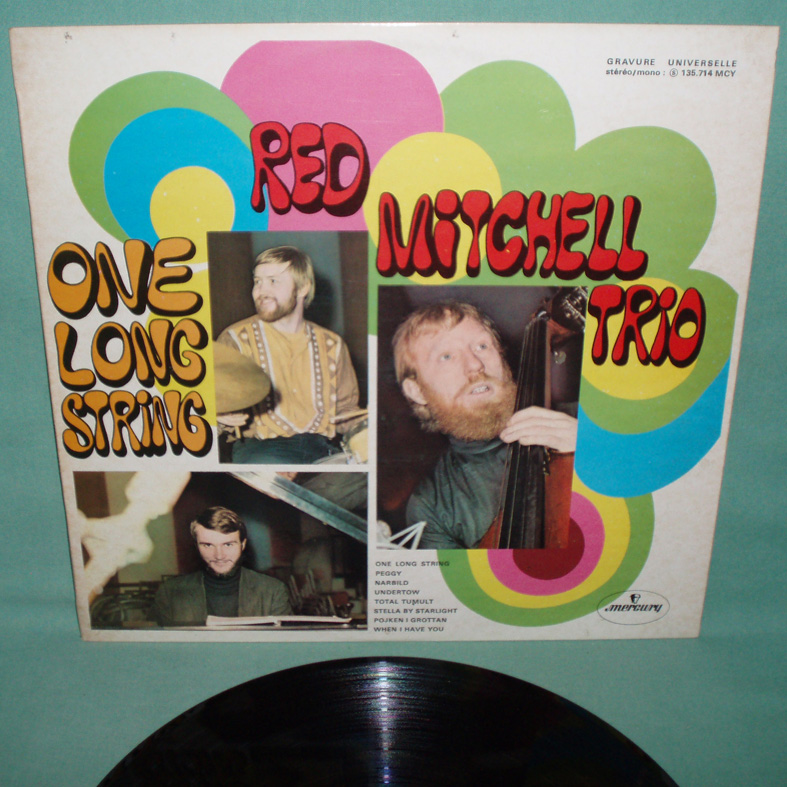 GRAVURE UNIVERSELLE
stéréo/mono : Ⓢ 135.714 MCY
RED
MiTCHELL
TRiO
ONE
LONG
STRiNG
ONE LONG STRING
PEGGY
NARBILD
UNDERTOW
TOTAL TUMULT
STELLA BY STARLIGHT
POJKEN I GROTTAN
WHEN I HAVE YOU
mercury